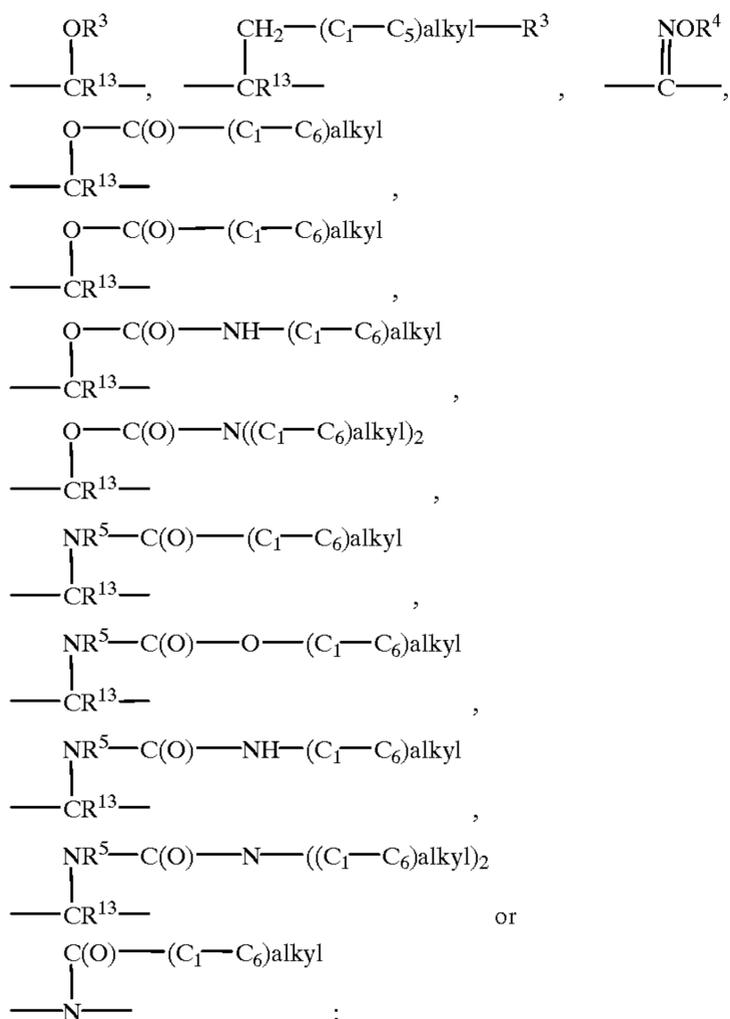 OR³ CH₂—(C₁—C₅)alkyl—R³ NOR⁴
—CR¹³—, —CR¹³— , —C—,
O—C(O)—(C₁—C₆)alkyl
—CR¹³— ,
O—C(O)—(C₁—C₆)alkyl
—CR¹³— ,
O—C(O)—NH—(C₁—C₆)alkyl
—CR¹³— ,
O—C(O)—N((C₁—C₆)alkyl)₂
—CR¹³— ,
NR⁵—C(O)—(C₁—C₆)alkyl
—CR¹³— ,
NR⁵—C(O)—O—(C₁—C₆)alkyl
—CR¹³— ,
NR⁵—C(O)—NH—(C₁—C₆)alkyl
—CR¹³— ,
NR⁵—C(O)—N—((C₁—C₆)alkyl)₂
—CR¹³— or
C(O)—(C₁—C₆)alkyl
—N— ;